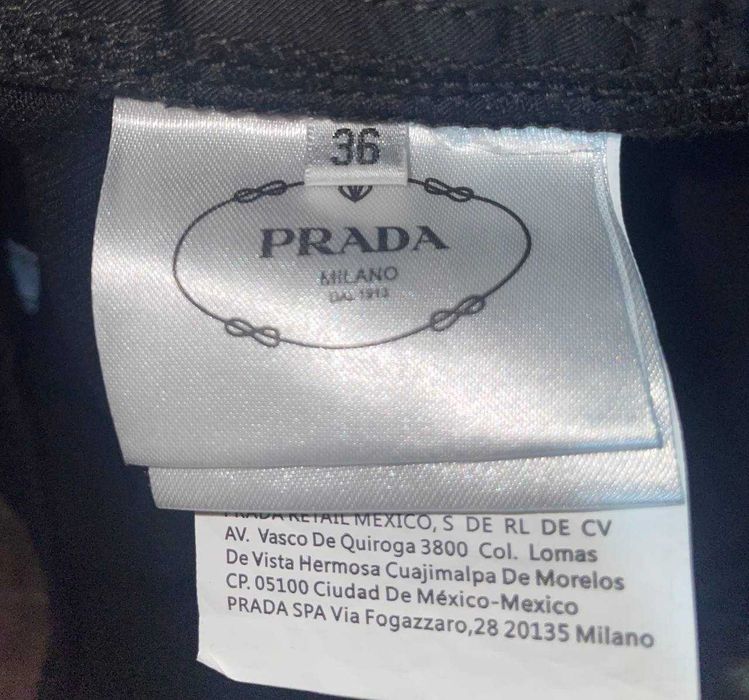 36
PRADA
MILANO
DAL 1913
PRADA RETAIL MEXICO, S DE RL DE CV
AV. Vasco De Quiroga 3800 Col. Lomas
De Vista Hermosa Cuajimalpa De Morelos
CP. 05100 Ciudad De México-Mexico
PRADA SPA Via Fogazzaro,28 20135 Milano